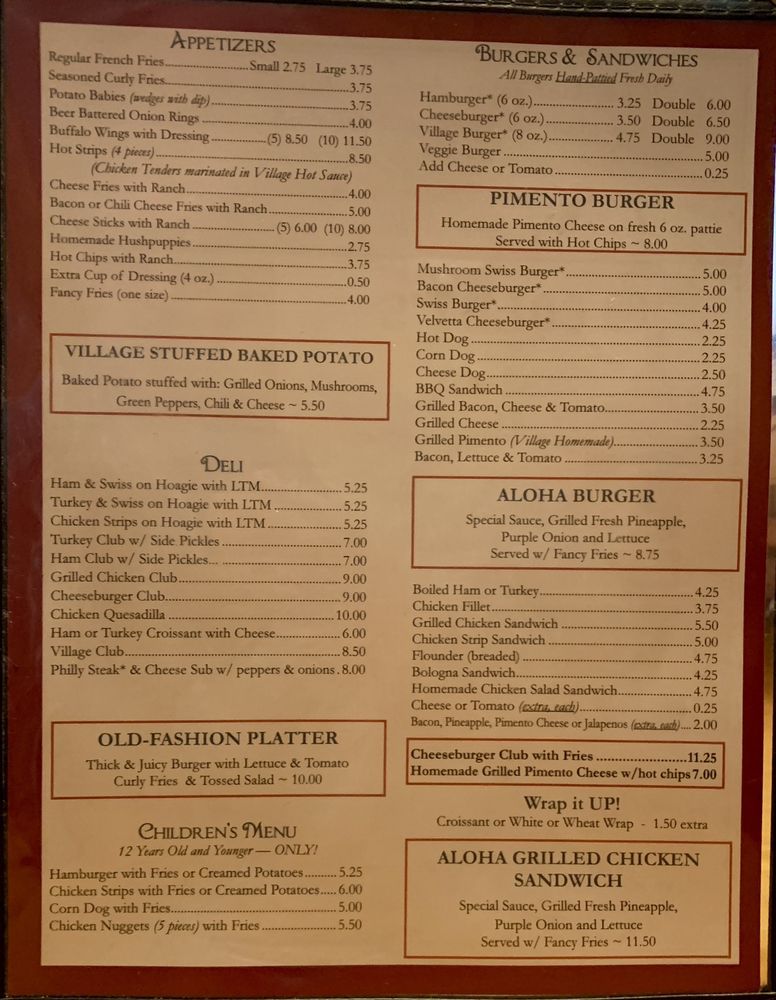 APPETIZERS
Regular French Fries..........Small 2.75 Large 3.75
Seasoned Curly Fries..........3.75
Potato Babies (wedges with dip)..........3.75
Beer Battered Onion Rings..........4.00
Buffalo Wings with Dressing..........(5) 8.50 (10) 11.50
Hot Strips (4 pieces)..........8.50
(Chicken Tenders marinated in Village Hot Sauce)
Cheese Fries with Ranch..........4.00
Bacon or Chili Cheese Fries with Ranch..........5.00
Cheese Sticks with Ranch..........(5) 6.00 (10) 8.00
Homemade Hushpuppies..........2.75
Hot Chips with Ranch..........3.75
Extra Cup of Dressing (4 oz.)..........0.50
Fancy Fries (one size)..........4.00
VILLAGE STUFFED BAKED POTATO
Baked Potato stuffed with: Grilled Onions, Mushrooms,
Green Peppers, Chili & Cheese ~ 5.50
DELI
Ham & Swiss on Hoagie with LTM..........5.25
Turkey & Swiss on Hoagie with LTM..........5.25
Chicken Strips on Hoagie with LTM..........5.25
Turkey Club w/ Side Pickles..........7.00
Ham Club w/ Side Pickles..........7.00
Grilled Chicken Club..........9.00
Cheeseburger Club..........9.00
Chicken Quesadilla..........10.00
Ham or Turkey Croissant with Cheese..........6.00
Village Club..........8.50
Philly Steak* & Cheese Sub w/ peppers & onions.8.00
OLD-FASHION PLATTER
Thick & Juicy Burger with Lettuce & Tomato
Curly Fries & Tossed Salad ~ 10.00
CHILDREN'S MENU
12 Years Old and Younger — ONLY!
Hamburger with Fries or Creamed Potatoes.........5.25
Chicken Strips with Fries or Creamed Potatoes.....6.00
Corn Dog with Fries..........5.00
Chicken Nuggets (5 pieces) with Fries..........5.50
BURGERS & SANDWICHES
All Burgers Hand-Pattied Fresh Daily
Hamburger* (6 oz.)..........3.25 Double 6.00
Cheeseburger* (6 oz.)..........3.50 Double 6.50
Village Burger* (8 oz.)..........4.75 Double 9.00
Veggie Burger..........5.00
Add Cheese or Tomato..........0.25
PIMENTO BURGER
Homemade Pimento Cheese on fresh 6 oz. pattie
Served with Hot Chips ~ 8.00
Mushroom Swiss Burger*..........5.00
Bacon Cheeseburger*..........5.00
Swiss Burger*..........4.00
Velvetta Cheeseburger*..........4.25
Hot Dog..........2.25
Corn Dog..........2.25
Cheese Dog..........2.50
BBQ Sandwich..........4.75
Grilled Bacon, Cheese & Tomato..........3.50
Grilled Cheese..........2.25
Grilled Pimento (Village Homemade)..........3.50
Bacon, Lettuce & Tomato..........3.25
ALOHA BURGER
Special Sauce, Grilled Fresh Pineapple,
Purple Onion and Lettuce
Served w/ Fancy Fries ~ 8.75
Boiled Ham or Turkey..........4.25
Chicken Fillet..........3.75
Grilled Chicken Sandwich..........5.50
Chicken Strip Sandwich..........5.00
Flounder (breaded)..........4.75
Bologna Sandwich..........4.25
Homemade Chicken Salad Sandwich..........4.75
Cheese or Tomato (extra, each)..........0.25
Bacon, Pineapple, Pimento Cheese or Jalapenos (extra, each)....2.00
Cheeseburger Club with Fries..........11.25
Homemade Grilled Pimento Cheese w/hot chips 7.00
Wrap it UP!
Croissant or White or Wheat Wrap - 1.50 extra
ALOHA GRILLED CHICKEN
SANDWICH
Special Sauce, Grilled Fresh Pineapple,
Purple Onion and Lettuce
Served w/ Fancy Fries ~ 11.50